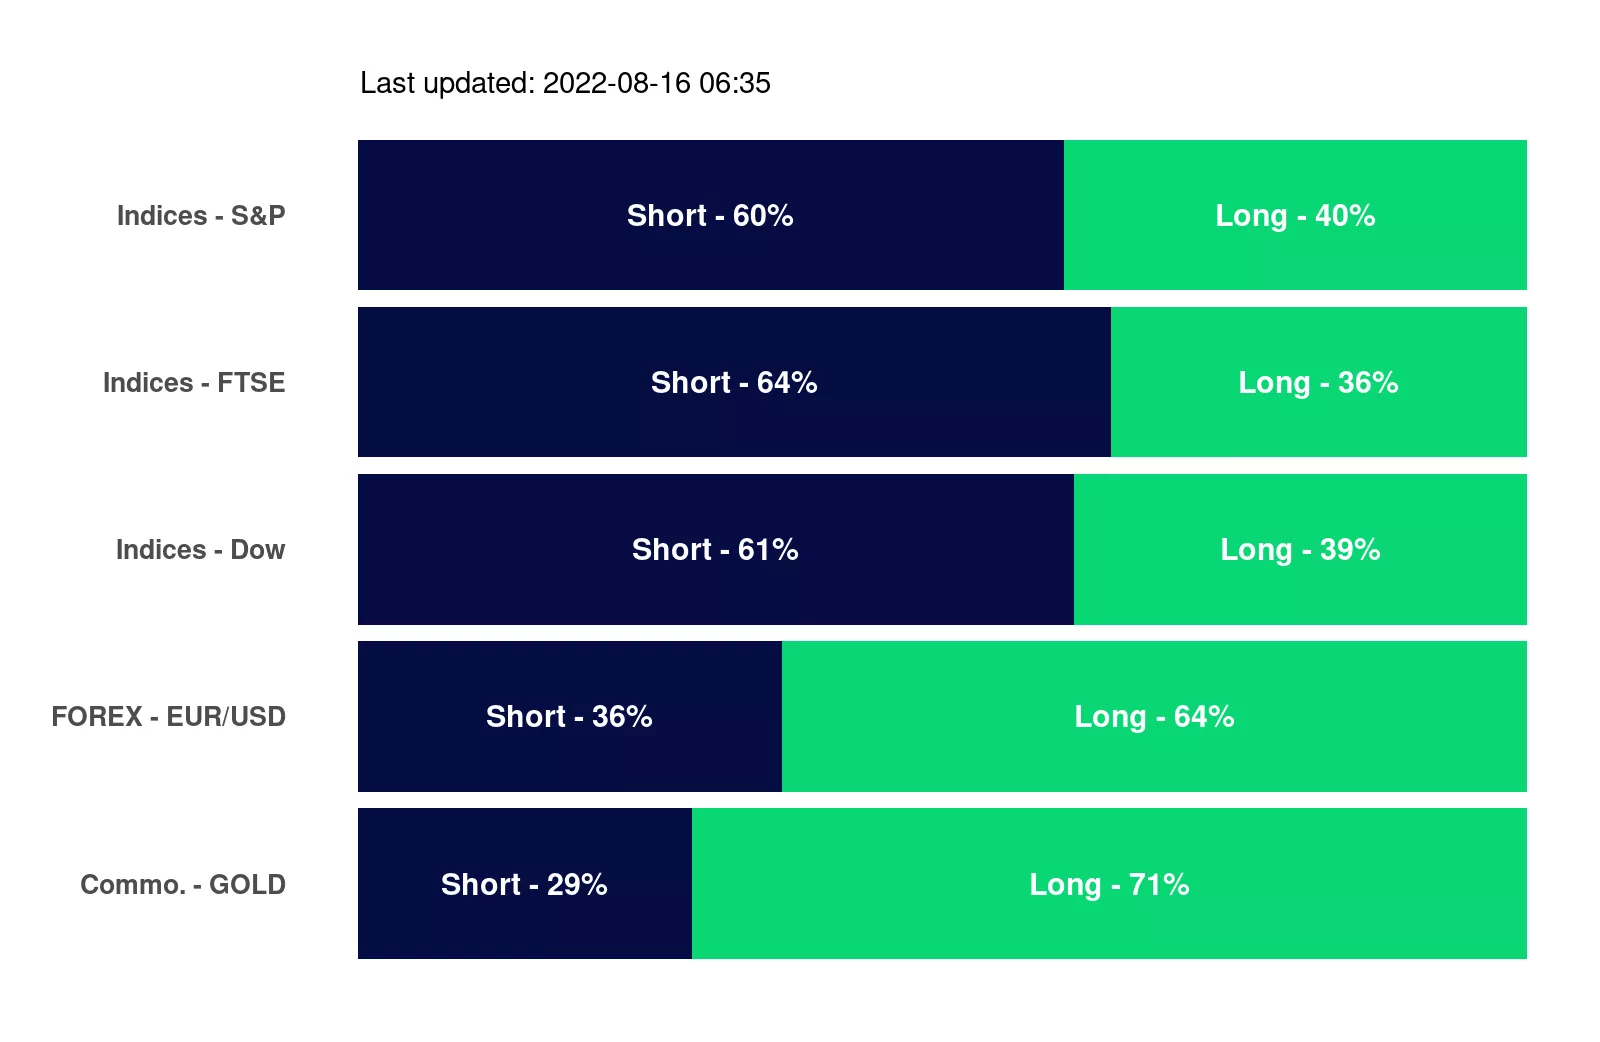 Last updated: 2022-08-16 06:35
Indices - S&P Short - 60% Long - 40%
Indices - FTSE Short - 64% Long - 36%
Indices - Dow Short - 61% Long - 39%
FOREX - EUR/USD Short - 36% Long - 64%
Commo. - GOLD Short - 29% Long - 71%